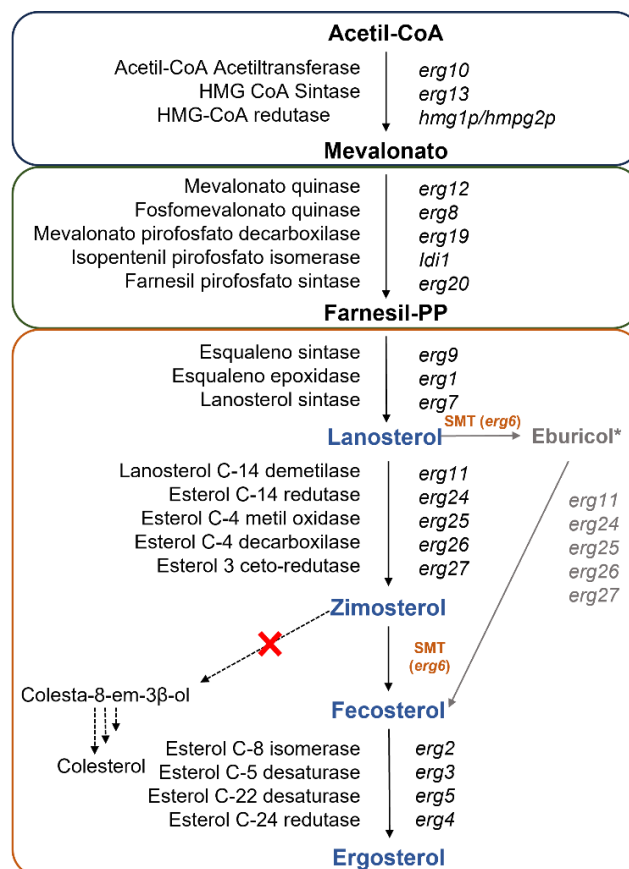 Acetil-CoA
Acetil-CoA Acetiltransferase erg10
HMG CoA Sintase erg13
HMG-CoA redutase hmg1p/hmpg2p
Mevalonato
Mevalonato quinase erg12
Fosfomevalonato quinase erg8
Mevalonato pirofosfato decarboxilase erg19
Isopentenil pirofosfato isomerase Idi1
Farnesil pirofosfato sintase erg20
Farnesil-PP
Esqualeno sintase erg9
Esqualeno epoxidase erg1
Lanosterol sintase erg7
Lanosterol SMT (erg6) Eburicol*
Lanosterol C-14 demetilase erg11
Esterol C-14 redutase erg24
Esterol C-4 metil oxidase erg25
Esterol C-4 decarboxilase erg26
Esterol 3 ceto-redutase erg27
erg11
erg24
erg25
erg26
erg27
Zimosterol
SMT
(erg6)
Colesta-8-em-3β-ol
Colesterol
Fecosterol
Esterol C-8 isomerase erg2
Esterol C-5 desaturase erg3
Esterol C-22 desaturase erg5
Esterol C-24 redutase erg4
Ergosterol